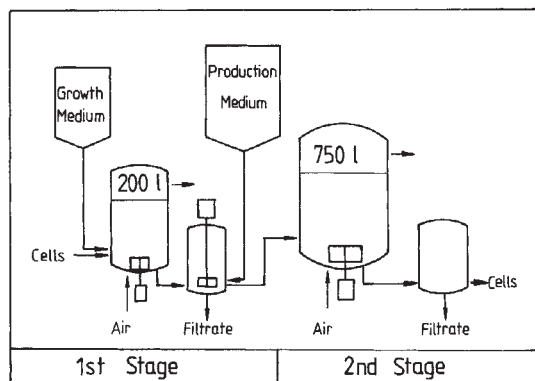 Growth
Medium
Production
Medium
200 l
750 l
Cells
Air
Filtrate
Air
Filtrate
Cells
1st Stage
2nd Stage